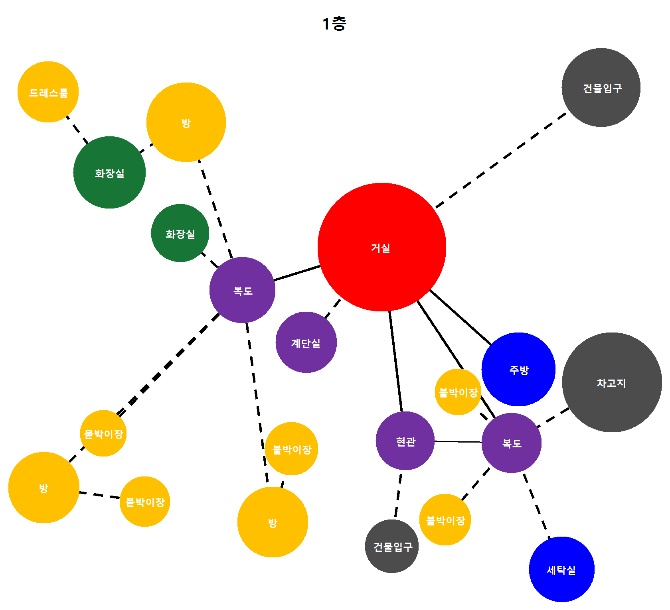 1층
건물입구
드레스룸
방
화장실
화장실
거실
복도
계단실
주방
차고지
붙박이장
붙박이장
현관
복도
붙박이장
방
붙박이장
붙박이장
방
건물입구
세탁실